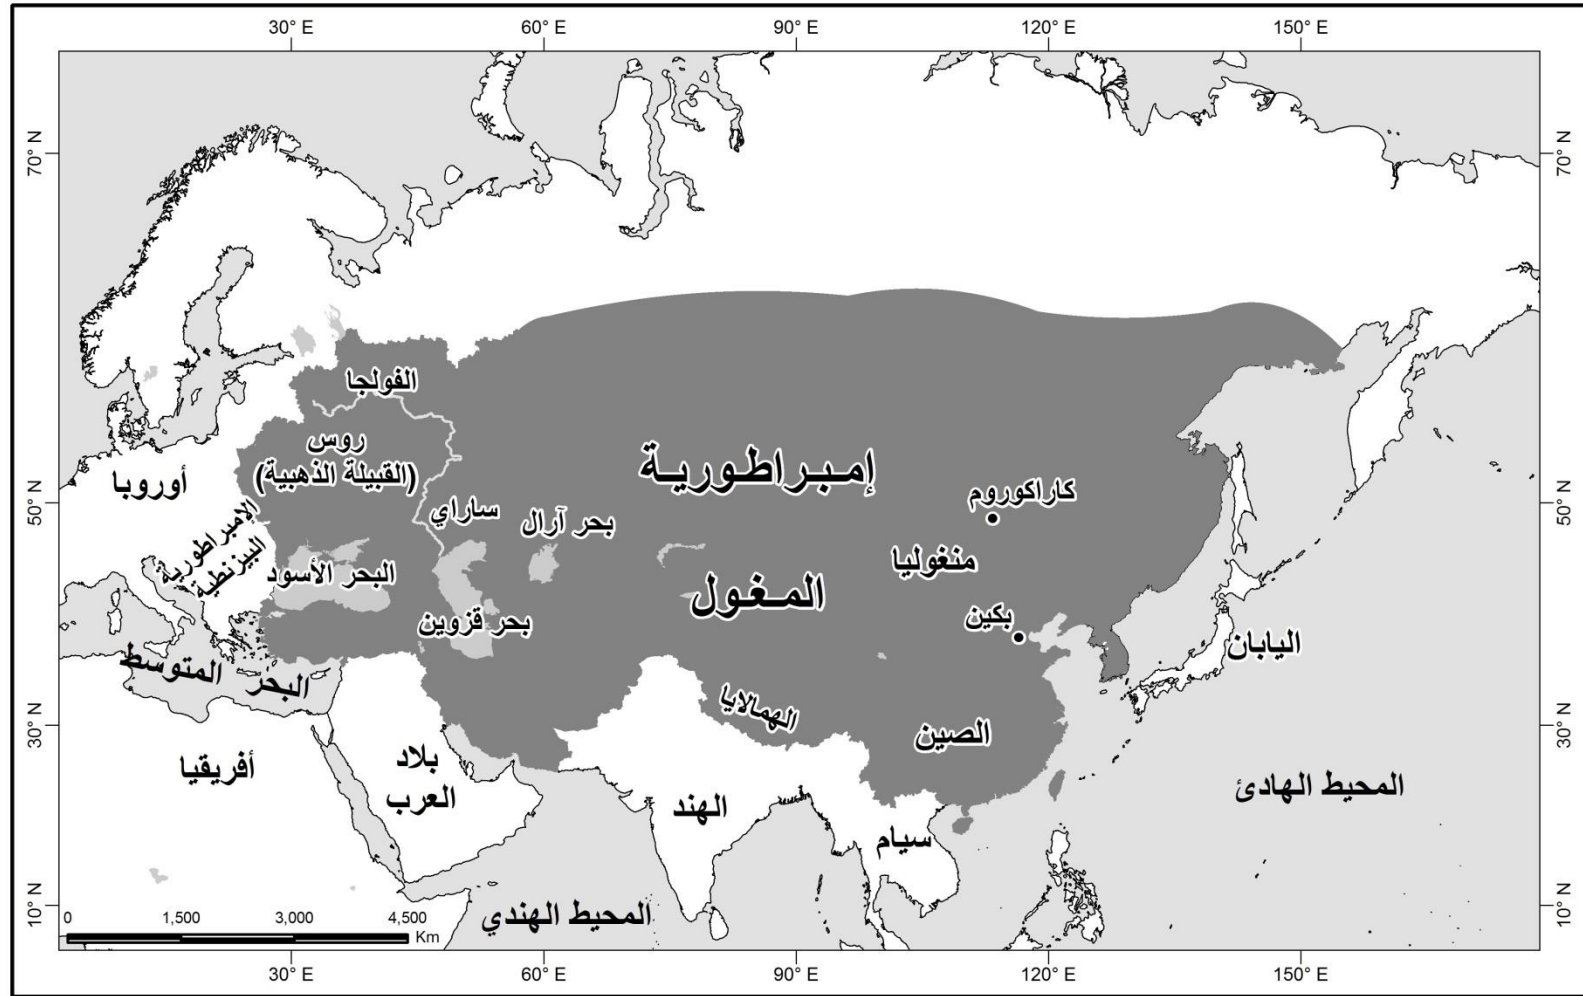 30° E
60° E
90° E
120° E
150° E
70° N
70° N
الفولجا
روس
(القبيلة الذهبية)
أوروبا
إمـبـراطـوريـة
كاراكوروم
50° N
50° N
ساراي
بحر آرال
الإمبراطورية
البيزنطية
البحر الأسود
منغوليا
المـغـول
بحر قزوين
بكين
اليابان
البحر المتوسط
الهمالايا
30° N
30° N
الصين
أفريقيا
بلاد
العرب
الهند
المحيط الهادئ
سيام
المحيط الهندي
10° N
10° N
0 1,500 3,000 4,500
Km
30° E
60° E
90° E
120° E
150° E